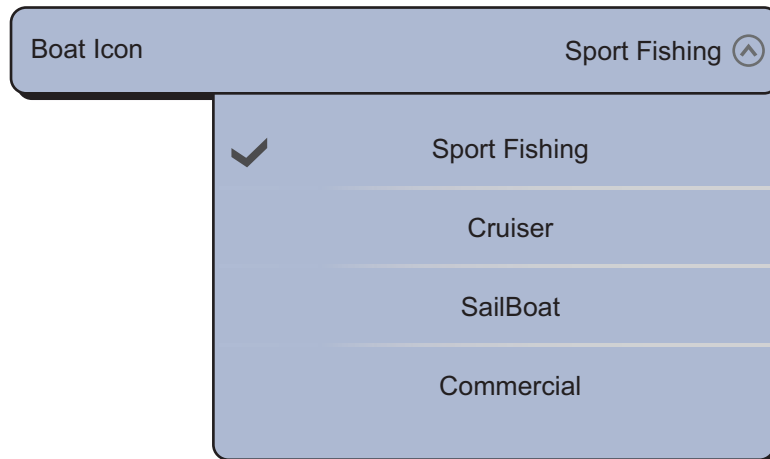 Boat Icon Sport Fishing
Sport Fishing
Cruiser
SailBoat
Commercial